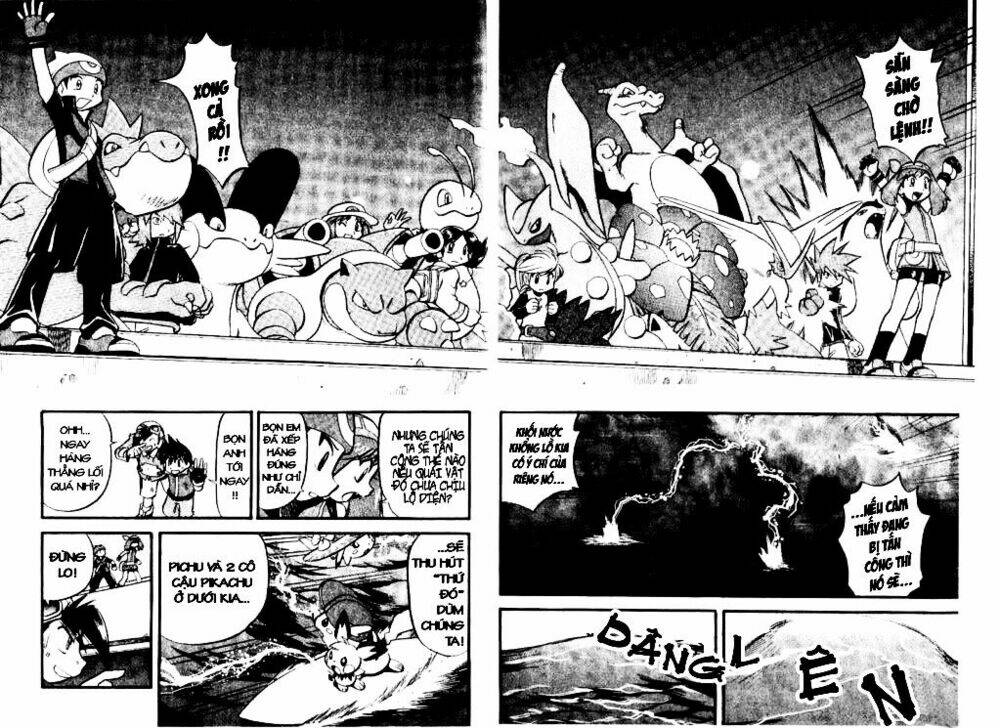 SẴN
SÀNG
CHỜ
LỆNH!!
XONG
CẢ
RỒI
!!
KHỐI NƯỚC
KHỔNG LỒ KIA
CÓ Ý CHÍ CỦA
RIÊNG NÓ...
...NẾU CẢM
THẤY ĐANG
BỊ TẤN
CÔNG THÌ
NÓ SẼ...
DÂNG LÊN
NHƯNG CHÚNG
TA SẼ TẤN
CÔNG THẾ NÀO
NẾU QUÁI VẬT
ĐÓ CHƯA CHỊU
LỘ DIỆN?
BỌN EM
ĐÃ XẾP
HÀNG ĐÚNG
NHƯ CHỈ
DẪN...
BỌN
ANH TỚI
NGAY
!!
OHH...
NGAY
HÁNG
THẲNG LỐI
QUÁ NHỈ?
...SẼ
THU HÚT
"THỨ
ĐÓ"
DÙM
CHÚNG
TA!
PICHU VÀ 2 CÔ
CẬU PIKACHU
Ở DƯỚI KIA...
ĐỪNG
LO!